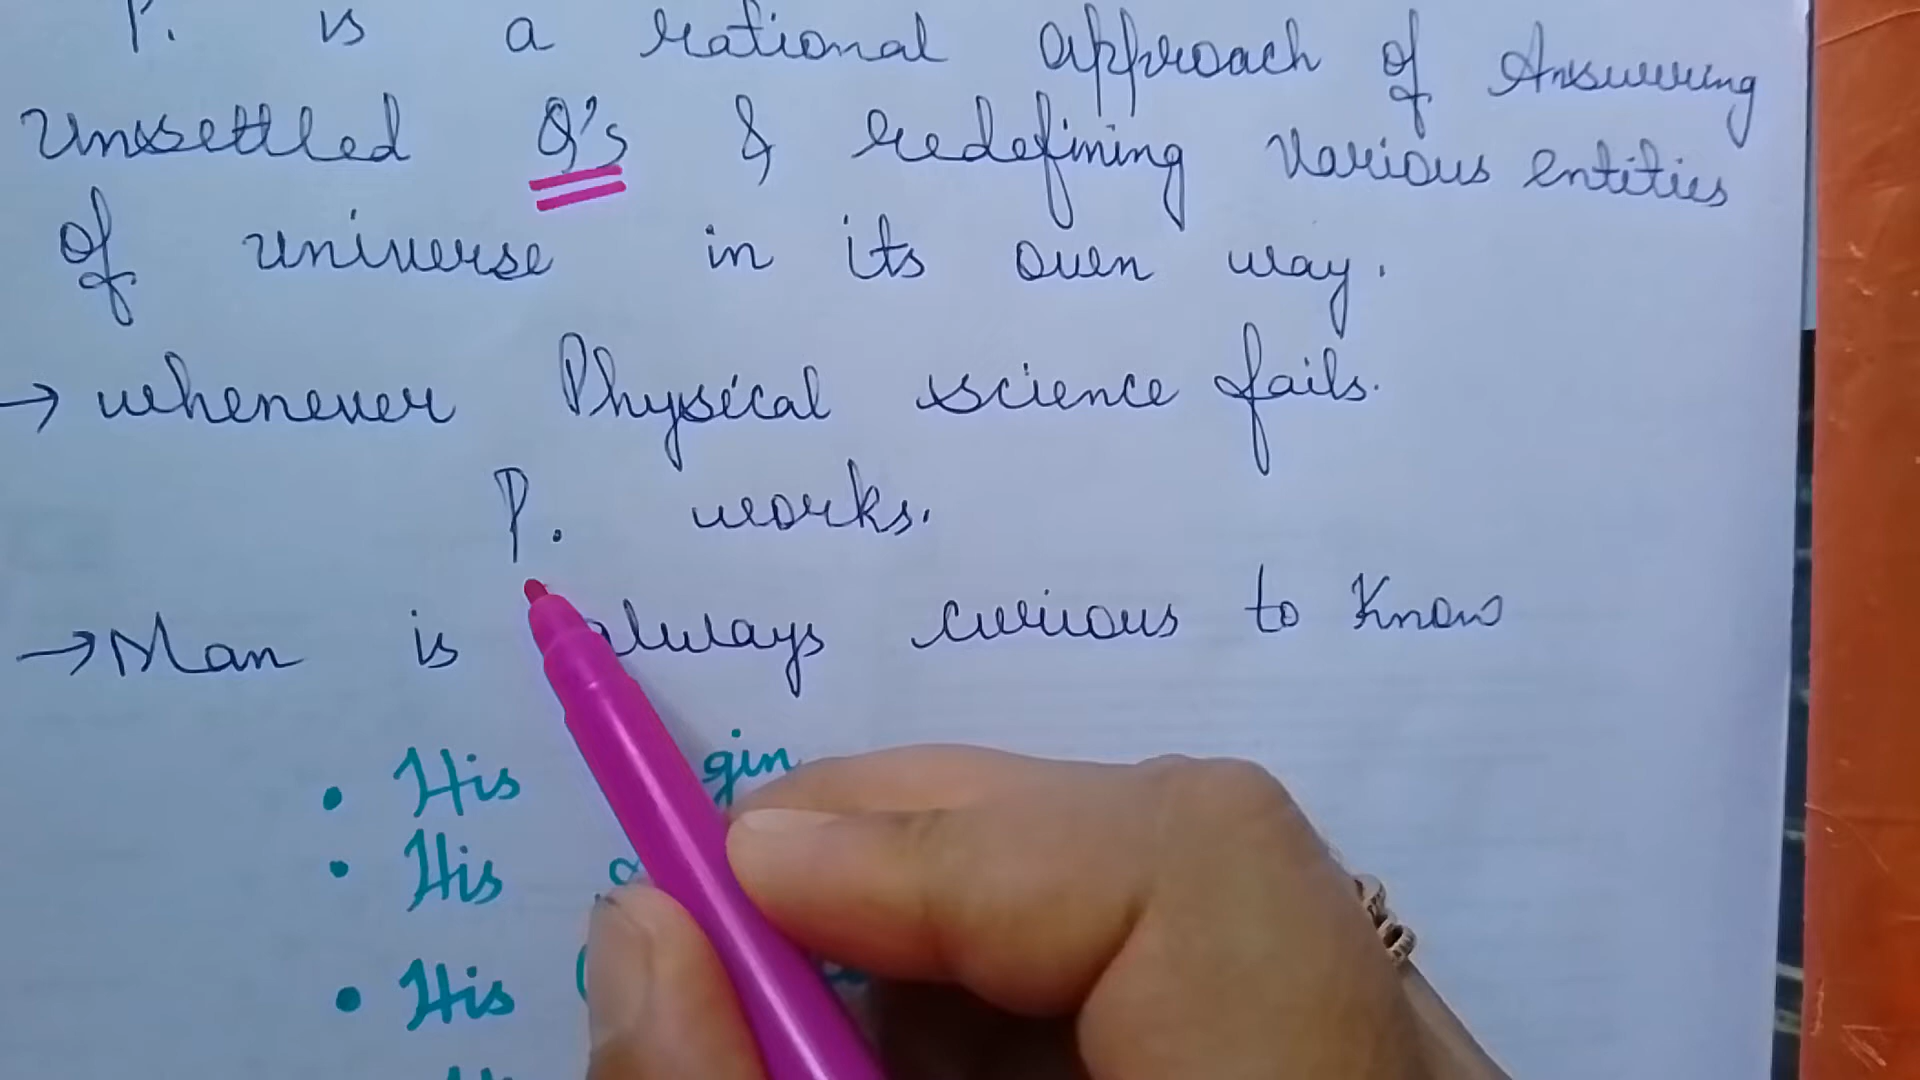 P. is a rational approach of Answering
unsettled Q's & redefining various entities
of universe in its own way.
→ whenever Physical science fails.
P. works.
→ Man is always curious to know
• His gin
• His
• His